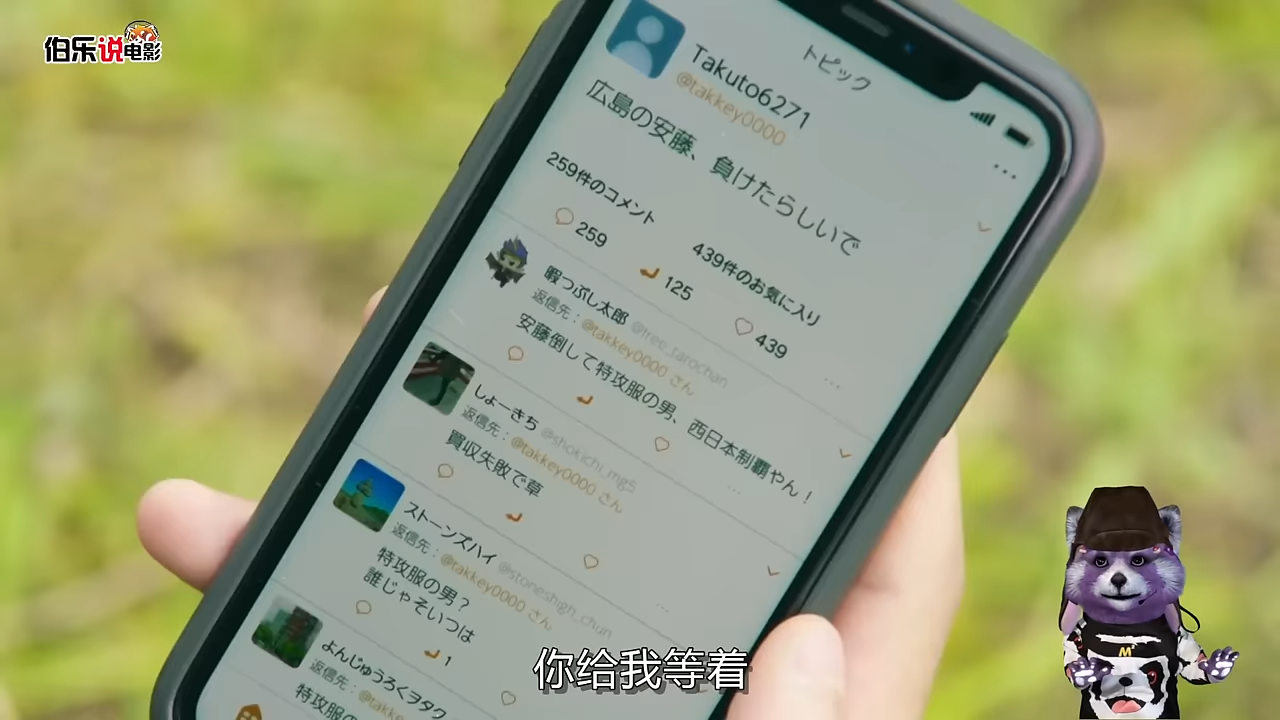 伯乐说电影
トピック
Takuto6271
@takkey0000
広島の安藤、負けたらしいで
259件のコメント
439件のお気に入り
259
125
439
暇つぶし太郎 @free_tarochan
返信先：@takkey0000 さん
安藤倒して特攻服の男、西日本制覇やん！
しょーきち @shokichi_mg5
返信先：@takkey0000 さん
買収失敗で草
ストーンズハイ @stoneshigh_chun
返信先：@takkey0000 さん
特攻服の男？
誰じゃそいつは
1
よんじゅうろくヲタク
返信先：@takke
特攻服の
你给我等着
M